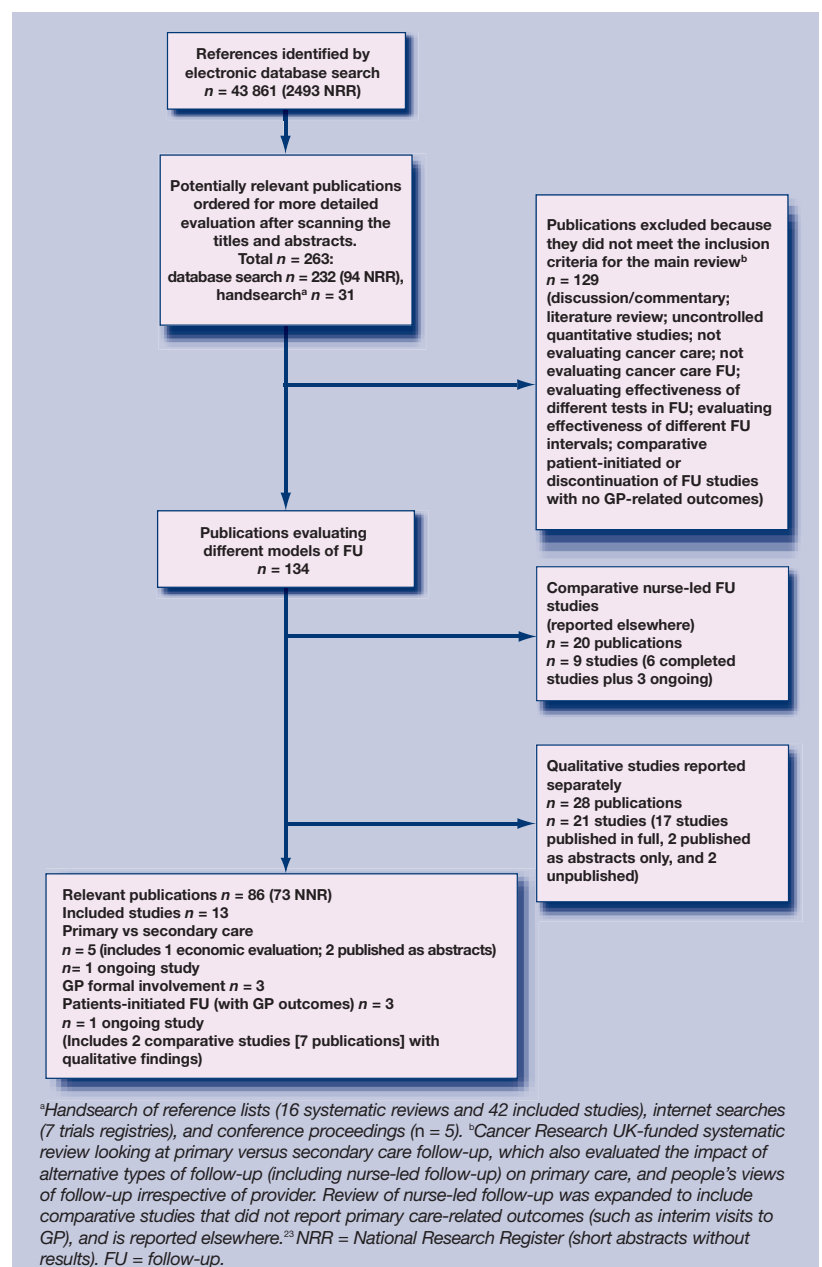 References identified by
electronic database search
n = 43 861 (2493 NRR)
Potentially relevant publications
ordered for more detailed
evaluation after scanning the
titles and abstracts.
Total n = 263:
database search n = 232 (94 NRR),
handsearchᵃ n = 31
Publications excluded because
they did not meet the inclusion
criteria for the main reviewᵇ
n = 129
(discussion/commentary;
literature review; uncontrolled
quantitative studies; not
evaluating cancer care; not
evaluating cancer care FU;
evaluating effectiveness of
different tests in FU; evaluating
effectiveness of different FU
intervals; comparative
patient-initiated or
discontinuation of FU studies
with no GP-related outcomes)
Publications evaluating
different models of FU
n = 134
Comparative nurse-led FU
studies
(reported elsewhere)
n = 20 publications
n = 9 studies (6 completed
studies plus 3 ongoing)
Qualitative studies reported
separately
n = 28 publications
n = 21 studies (17 studies
published in full, 2 published
as abstracts only, and 2
unpublished)
Relevant publications n = 86 (73 NNR)
Included studies n = 13
Primary vs secondary care
n = 5 (includes 1 economic evaluation; 2 published as abstracts)
n= 1 ongoing study
GP formal involvement n = 3
Patients-initiated FU (with GP outcomes) n = 3
n = 1 ongoing study
(Includes 2 comparative studies [7 publications] with
qualitative findings)
ᵃHandsearch of reference lists (16 systematic reviews and 42 included studies), internet searches
(7 trials registries), and conference proceedings (n = 5). ᵇCancer Research UK-funded systematic
review looking at primary versus secondary care follow-up, which also evaluated the impact of
alternative types of follow-up (including nurse-led follow-up) on primary care, and people's views
of follow-up irrespective of provider. Review of nurse-led follow-up was expanded to include
comparative studies that did not report primary care-related outcomes (such as interim visits to
GP), and is reported elsewhere.²³ NRR = National Research Register (short abstracts without
results). FU = follow-up.